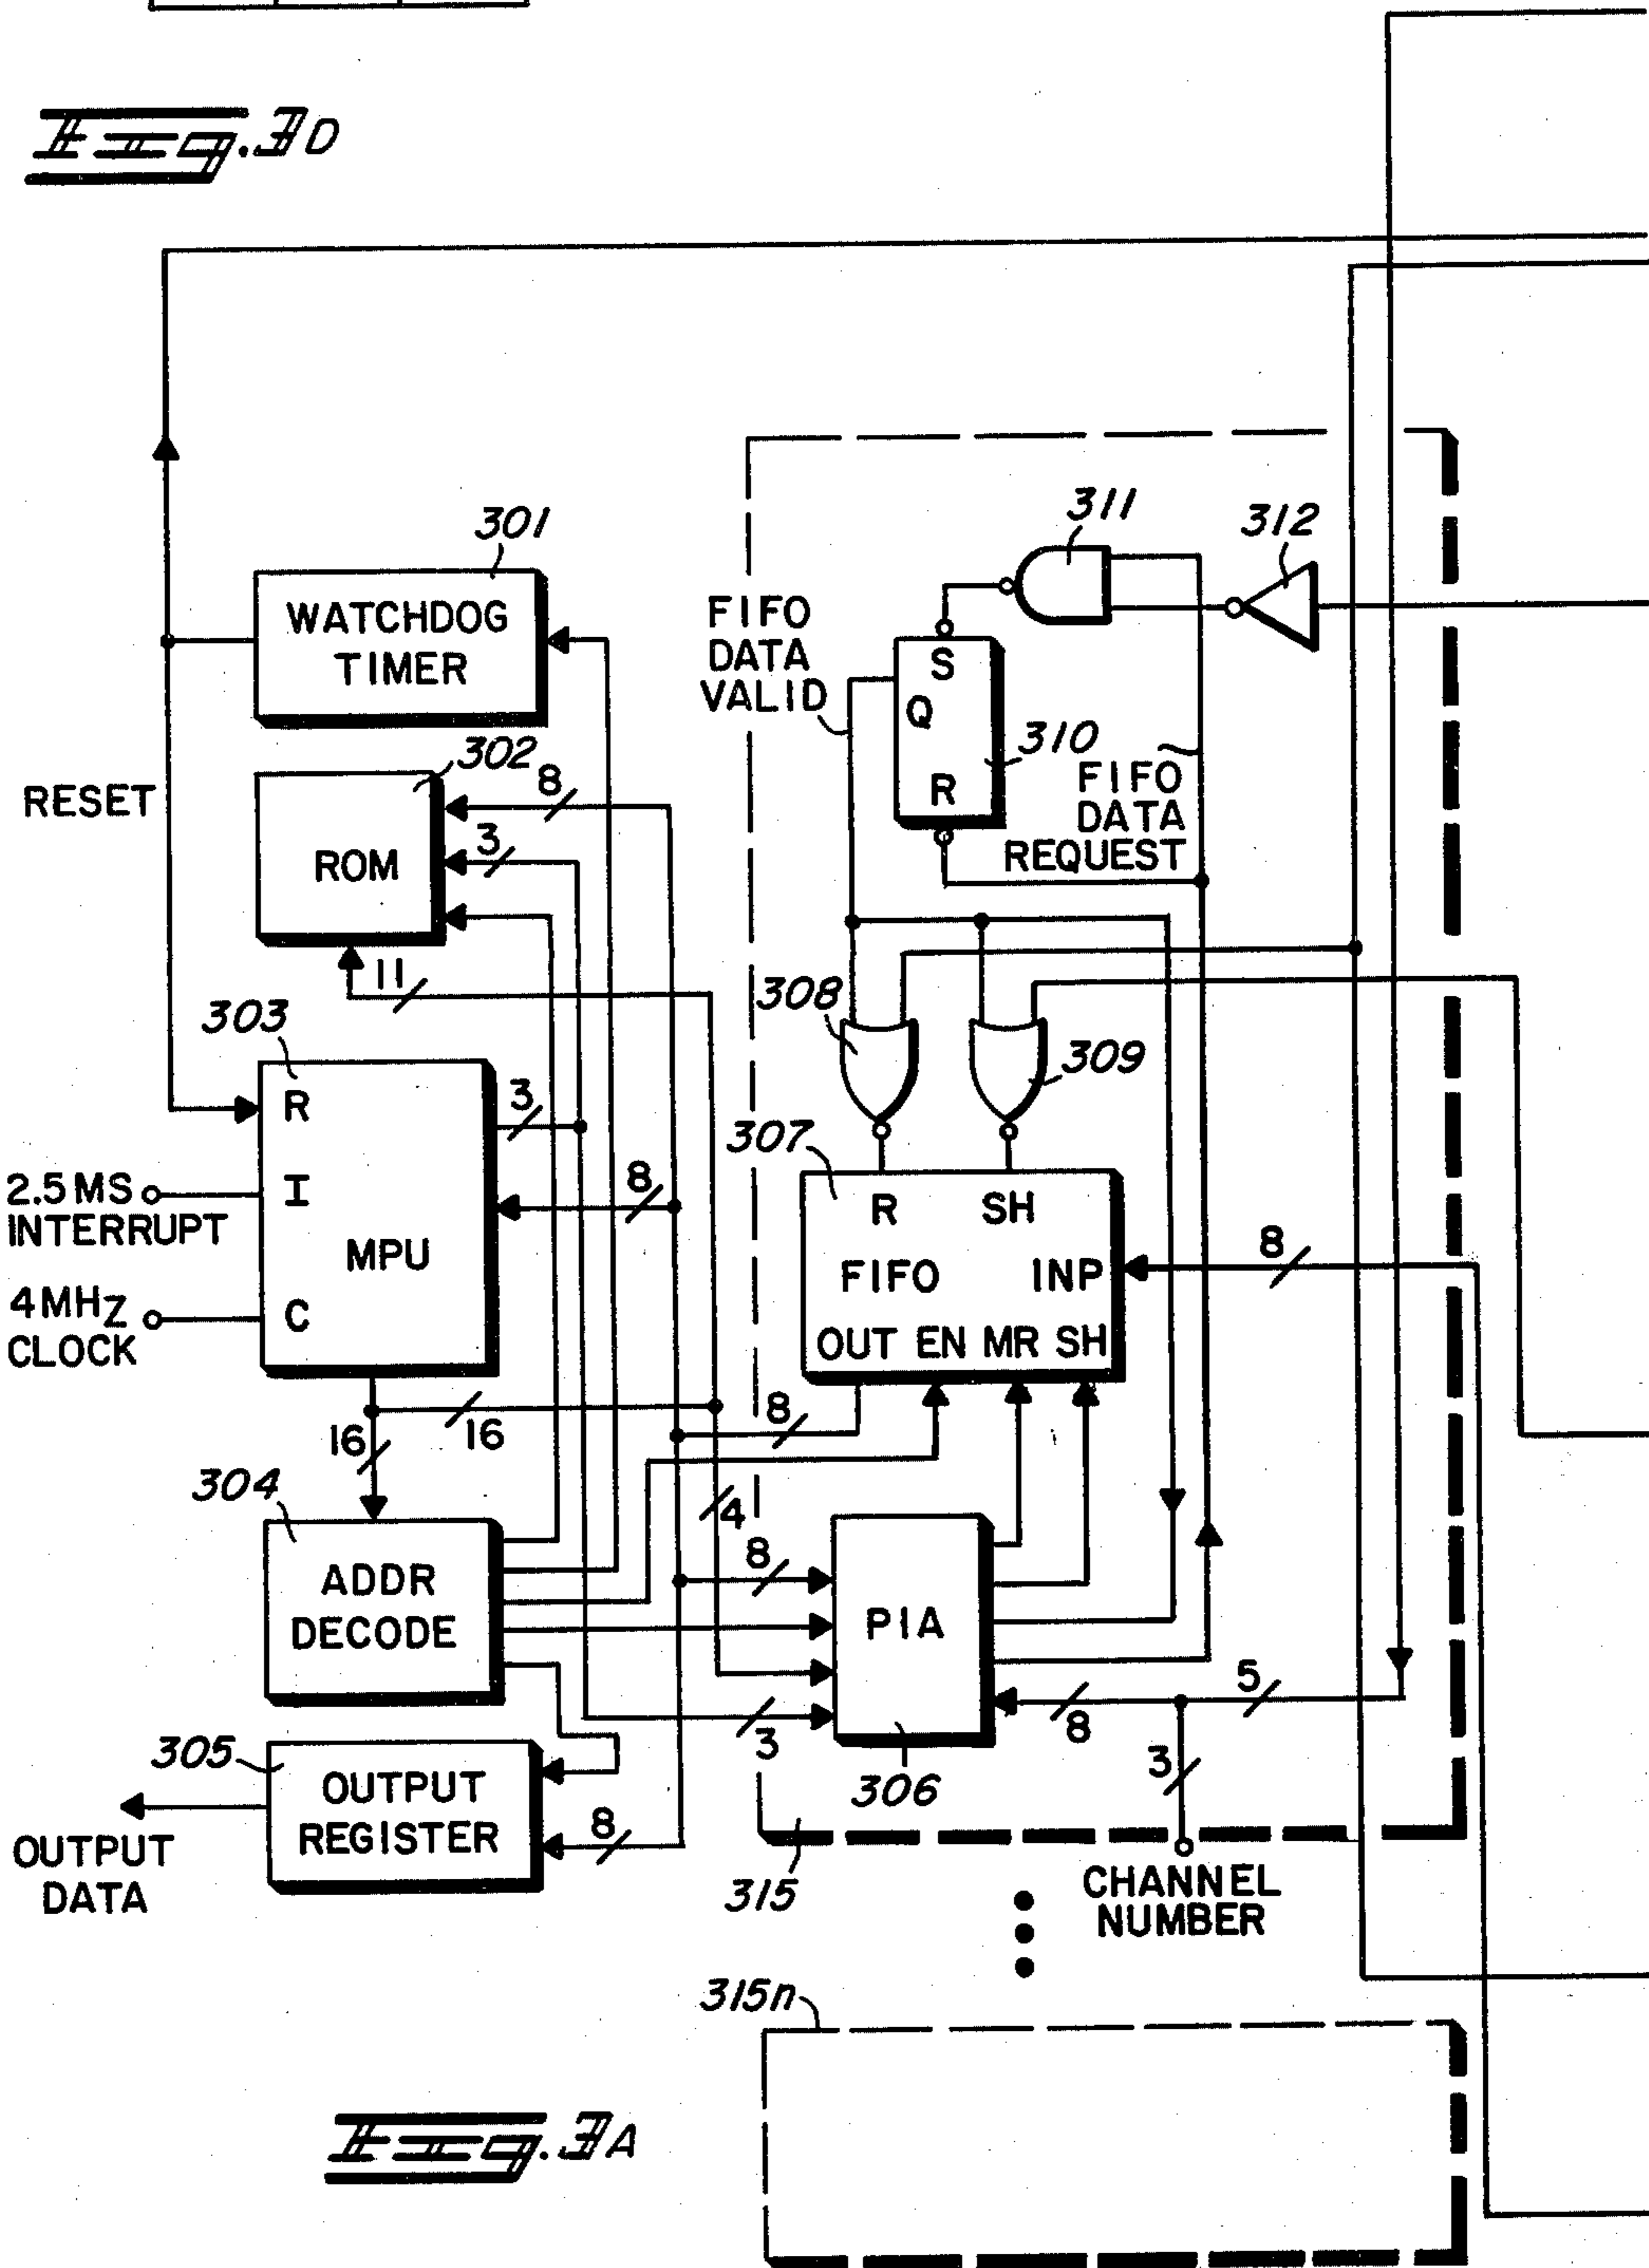 Fig. 3D
301
WATCHDOG
TIMER
302
ROM
8
3
11
RESET
303
R
I
MPU
C
3
8
2.5 MS
INTERRUPT
4 MHZ
CLOCK
16
16
304
ADDR
DECODE
305
OUTPUT
REGISTER
8
OUTPUT
DATA
311
312
FIFO
DATA
VALID
S
Q
R
310
FIFO
DATA
REQUEST
308
309
307
R SH
FIFO INP
OUT EN MR SH
8
8
4
8
PIA
3
306
8
5
3
315
CHANNEL
NUMBER
315n
Fig. 3A